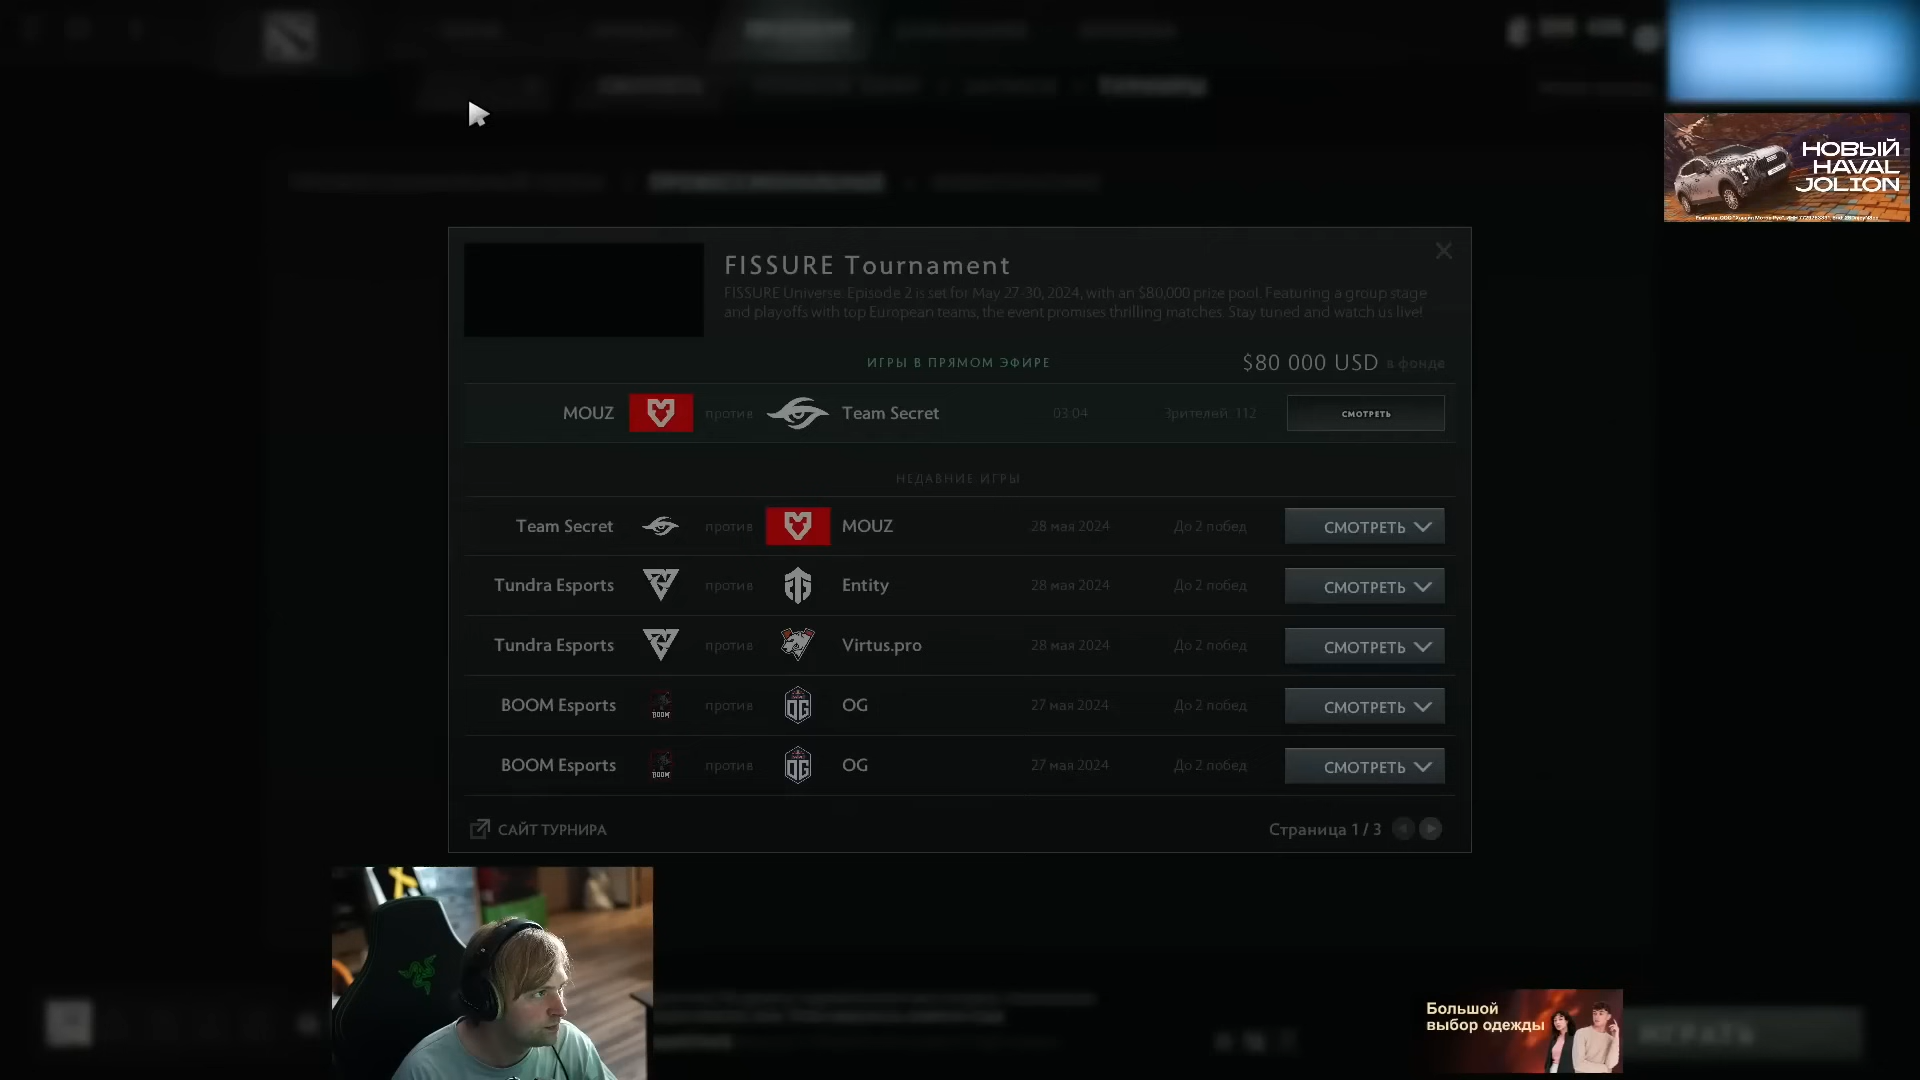 НОВЫЙ
HAVAL
JOLION
FISSURE Tournament
FISSURE Universe: Episode 2 is set for May 27-30, 2024, with an $80,000 prize pool. Featuring a group stage
and playoffs with top European teams, the event promises thrilling matches. Stay tuned and watch us live!
ИГРЫ В ПРЯМОМ ЭФИРЕ
$80 000 USD в фонде
MOUZ против Team Secret 03:04 Зрителей: 112 СМОТРЕТЬ
НЕДАВНИЕ ИГРЫ
Team Secret против MOUZ 28 мая 2024 До 2 побед СМОТРЕТЬ
Tundra Esports против Entity 28 мая 2024 До 2 побед СМОТРЕТЬ
Tundra Esports против Virtus.pro 28 мая 2024 До 2 побед СМОТРЕТЬ
BOOM Esports BOOM против OG OG 27 мая 2024 До 2 побед СМОТРЕТЬ
BOOM Esports BOOM против OG OG 27 мая 2024 До 2 побед СМОТРЕТЬ
САЙТ ТУРНИРА
Страница 1 / 3
Большой
выбор одежды
ИГРАТЬ